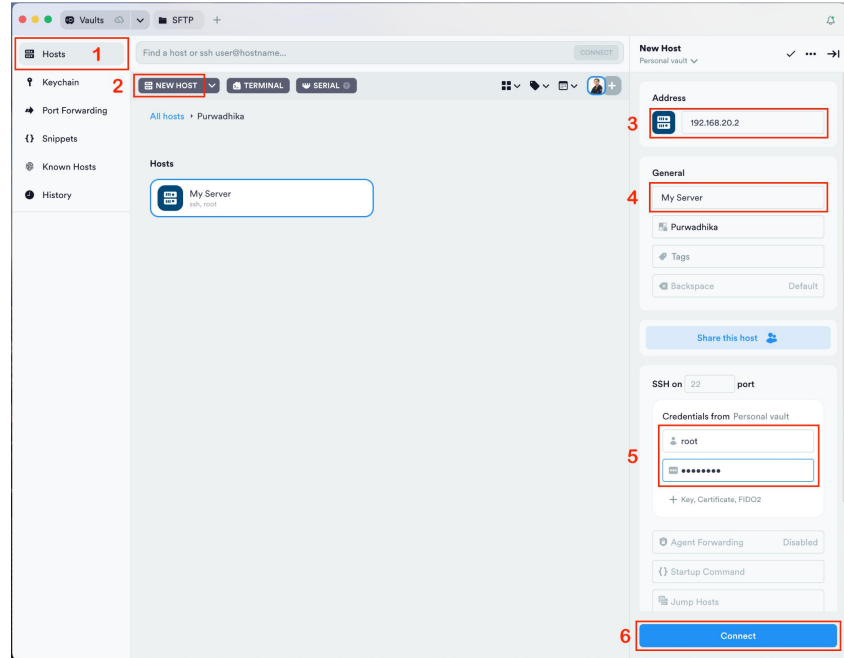 Vaults
SFTP
1
Hosts
Keychain
Port Forwarding
Snippets
Known Hosts
History
Find a host or ssh user@hostname...
CONNECT
2
NEW HOST
TERMINAL
SERIAL
All hosts › Purwadhika
Hosts
My Server
ssh, root
New Host
Personal vault
Address
3
192.168.20.2
General
4
My Server
Purwadhika
Tags
Backspace Default
Share this host
SSH on 22 port
Credentials from Personal vault
5
root
••••••••
+ Key, Certificate, FIDO2
Agent Forwarding Disabled
{} Startup Command
Jump Hosts
6
Connect